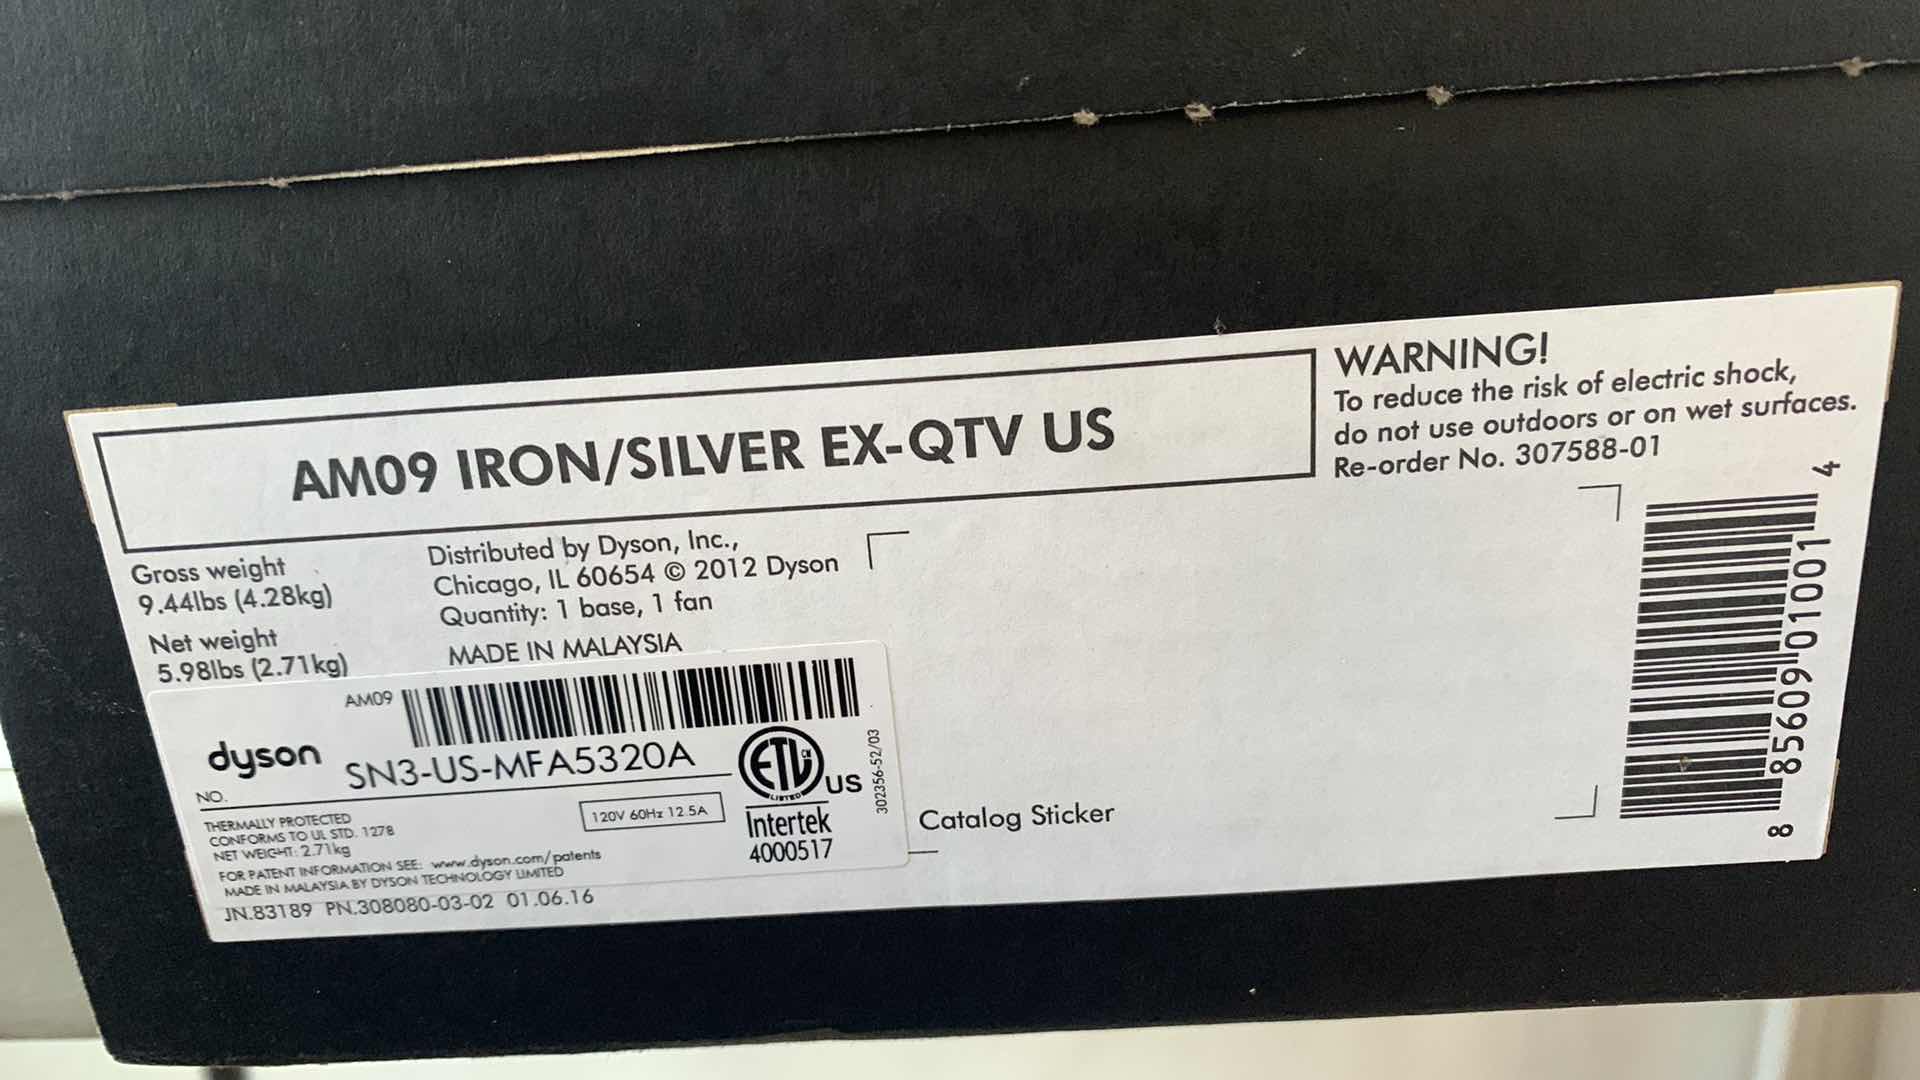 AM09 IRON/SILVER EX-QTV US
WARNING!
To reduce the risk of electric shock,
do not use outdoors or on wet surfaces.
Re-order No. 307588-01
Gross weight
9.44lbs (4.28kg)
Net weight
5.98lbs (2.71kg)
Distributed by Dyson, Inc.,
Chicago, IL 60654 © 2012 Dyson
Quantity: 1 base, 1 fan
MADE IN MALAYSIA
AM09
dyson
NO.
SN3-US-MFA5320A
THERMALLY PROTECTED
CONFORMS TO UL STD. 1278
NET WEIGHT: 2.71kg
120V 60Hz 12.5A
FOR PATENT INFORMATION SEE: www.dyson.com/patents
MADE IN MALAYSIA BY DYSON TECHNOLOGY LIMITED
JN.83189 PN.308080-03-02 01.06.16
ETL CM
LISTED
US
Intertek
4000517
302356-52/03
Catalog Sticker
8 85609 01001 4